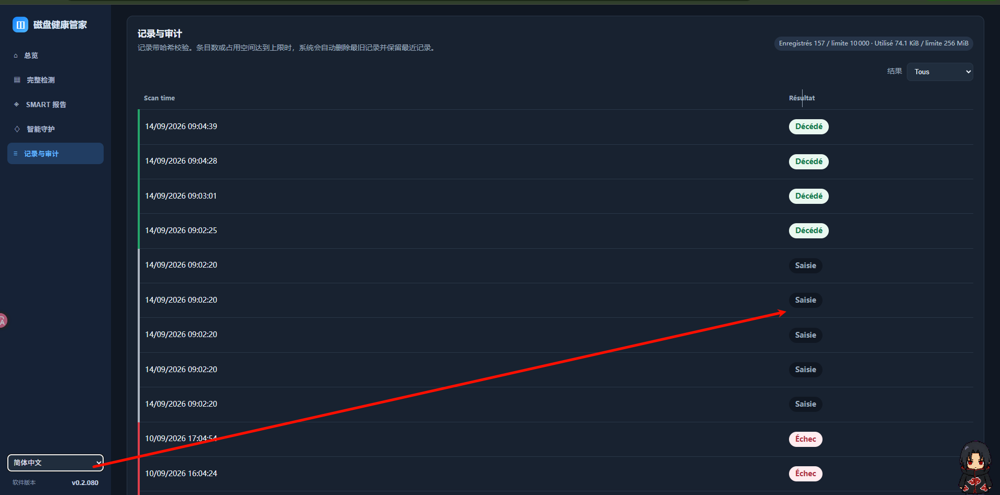 磁盘健康管家
总览
完整检测
SMART 报告
智能守护
记录与审计
简体中文
软件版本 v0.2.080
记录与审计
记录带哈希校验。条目数或占用空间达到上限时，系统会自动删除最旧记录并保留最近记录。
Enregistrés 157 / limite 10 000 · Utilisé 74.1 KiB / limite 256 MiB
结果 Tous
Scan time Résultat
14/09/2026 09:04:39 Décédé
14/09/2026 09:04:28 Décédé
14/09/2026 09:03:01 Décédé
14/09/2026 09:02:25 Décédé
14/09/2026 09:02:20 Saisie
14/09/2026 09:02:20 Saisie
14/09/2026 09:02:20 Saisie
14/09/2026 09:02:20 Saisie
14/09/2026 09:02:20 Saisie
10/09/2026 17:04:54 Échec
10/09/2026 16:04:24 Échec